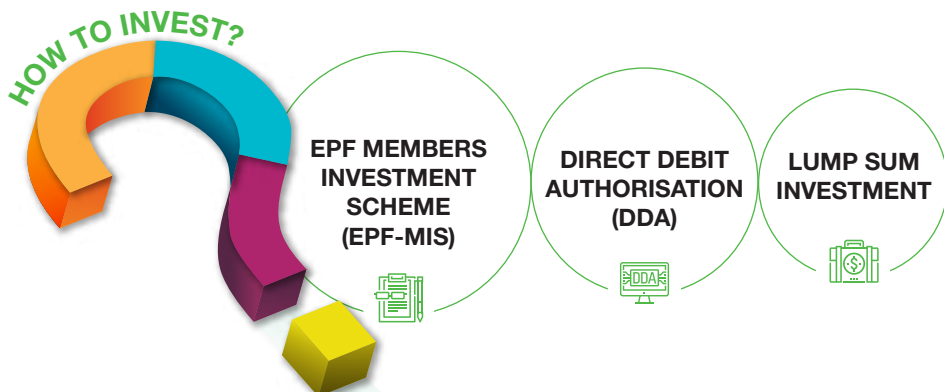 HOW TO INVEST?
EPF MEMBERS
INVESTMENT
SCHEME
(EPF-MIS)
DIRECT DEBIT
AUTHORISATION
(DDA)
DDA
LUMP SUM
INVESTMENT
$